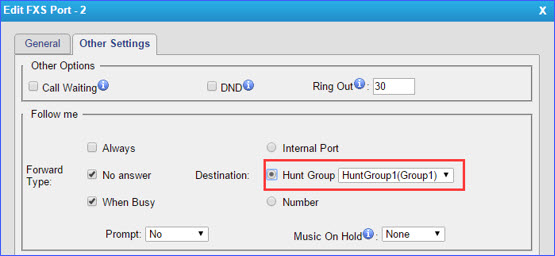 Edit FXS Port - 2 X
General Other Settings
Other Options
Call Waiting i DND i Ring Out i : 30
Follow me
Always Internal Port
Forward Type: No answer Destination: Hunt Group HuntGroup1(Group1)
When Busy Number
Prompt: No Music On Hold i : None